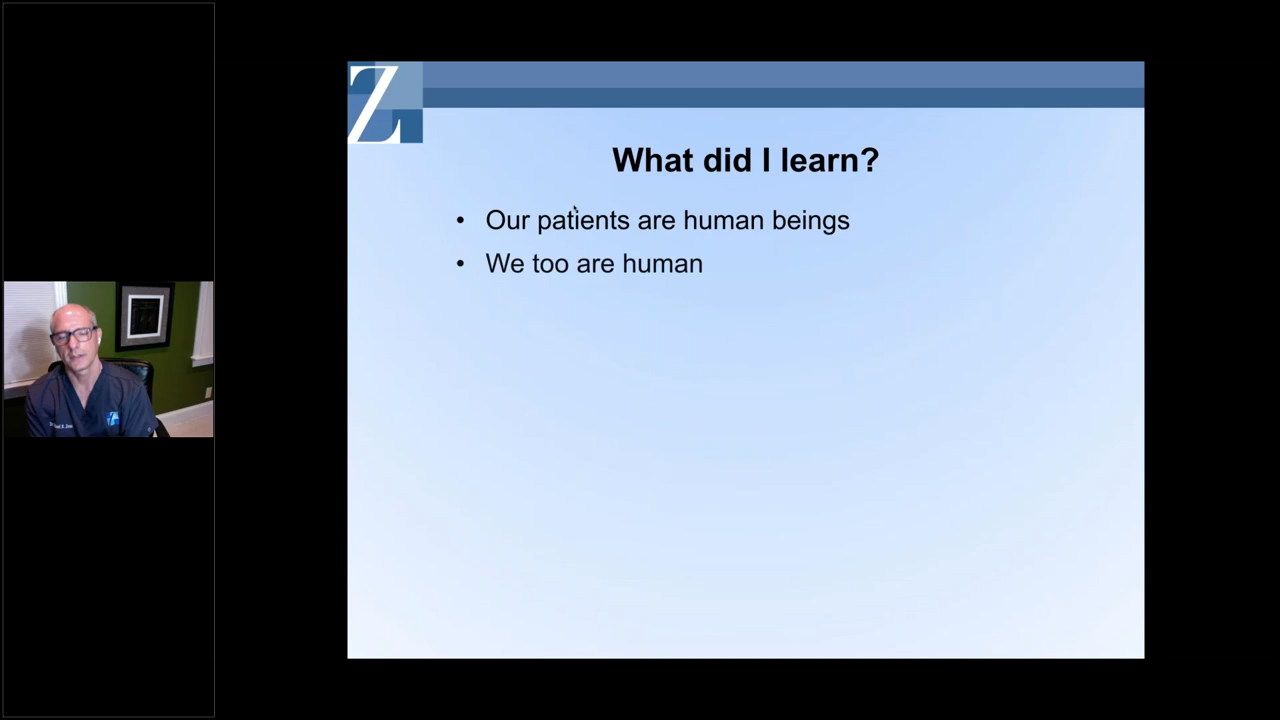 Z
What did I learn?
• Our patients are human beings
• We too are human